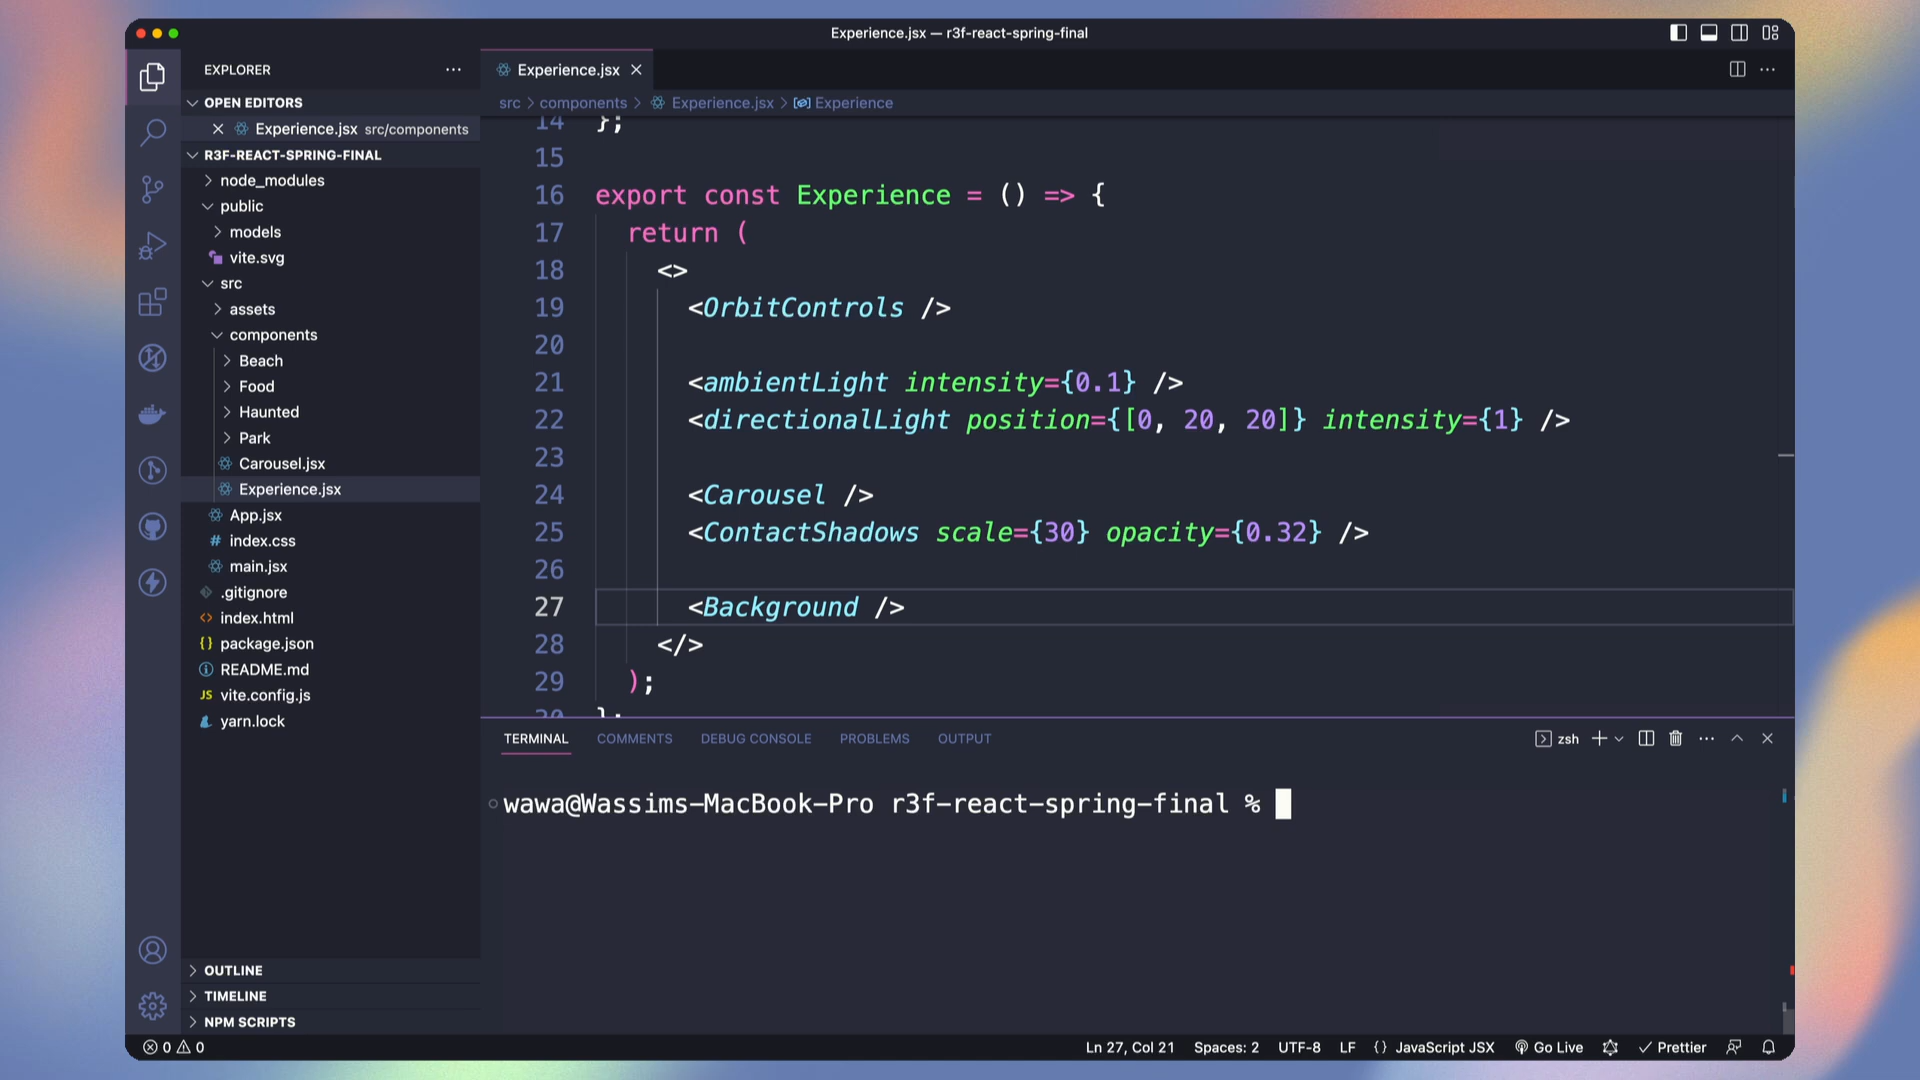 Experience.jsx — r3f-react-spring-final
EXPLORER
OPEN EDITORS
Experience.jsx src/components
R3F-REACT-SPRING-FINAL
node_modules
public
models
vite.svg
src
assets
components
Beach
Food
Haunted
Park
Carousel.jsx
Experience.jsx
App.jsx
index.css
main.jsx
.gitignore
index.html
package.json
README.md
vite.config.js
yarn.lock
OUTLINE
TIMELINE
NPM SCRIPTS
Experience.jsx
src > components > Experience.jsx > Experience
14 };
15
16 export const Experience = () => {
17 return (
18 <>
19 <OrbitControls />
20
21 <ambientLight intensity={0.1} />
22 <directionalLight position={[0, 20, 20]} intensity={1} />
23
24 <Carousel />
25 <ContactShadows scale={30} opacity={0.32} />
26
27 <Background />
28 </>
29 );
30 };
TERMINAL COMMENTS DEBUG CONSOLE PROBLEMS OUTPUT
zsh
wawa@Wassims-MacBook-Pro r3f-react-spring-final %
0 0
Ln 27, Col 21 Spaces: 2 UTF-8 LF {} JavaScript JSX Go Live Prettier